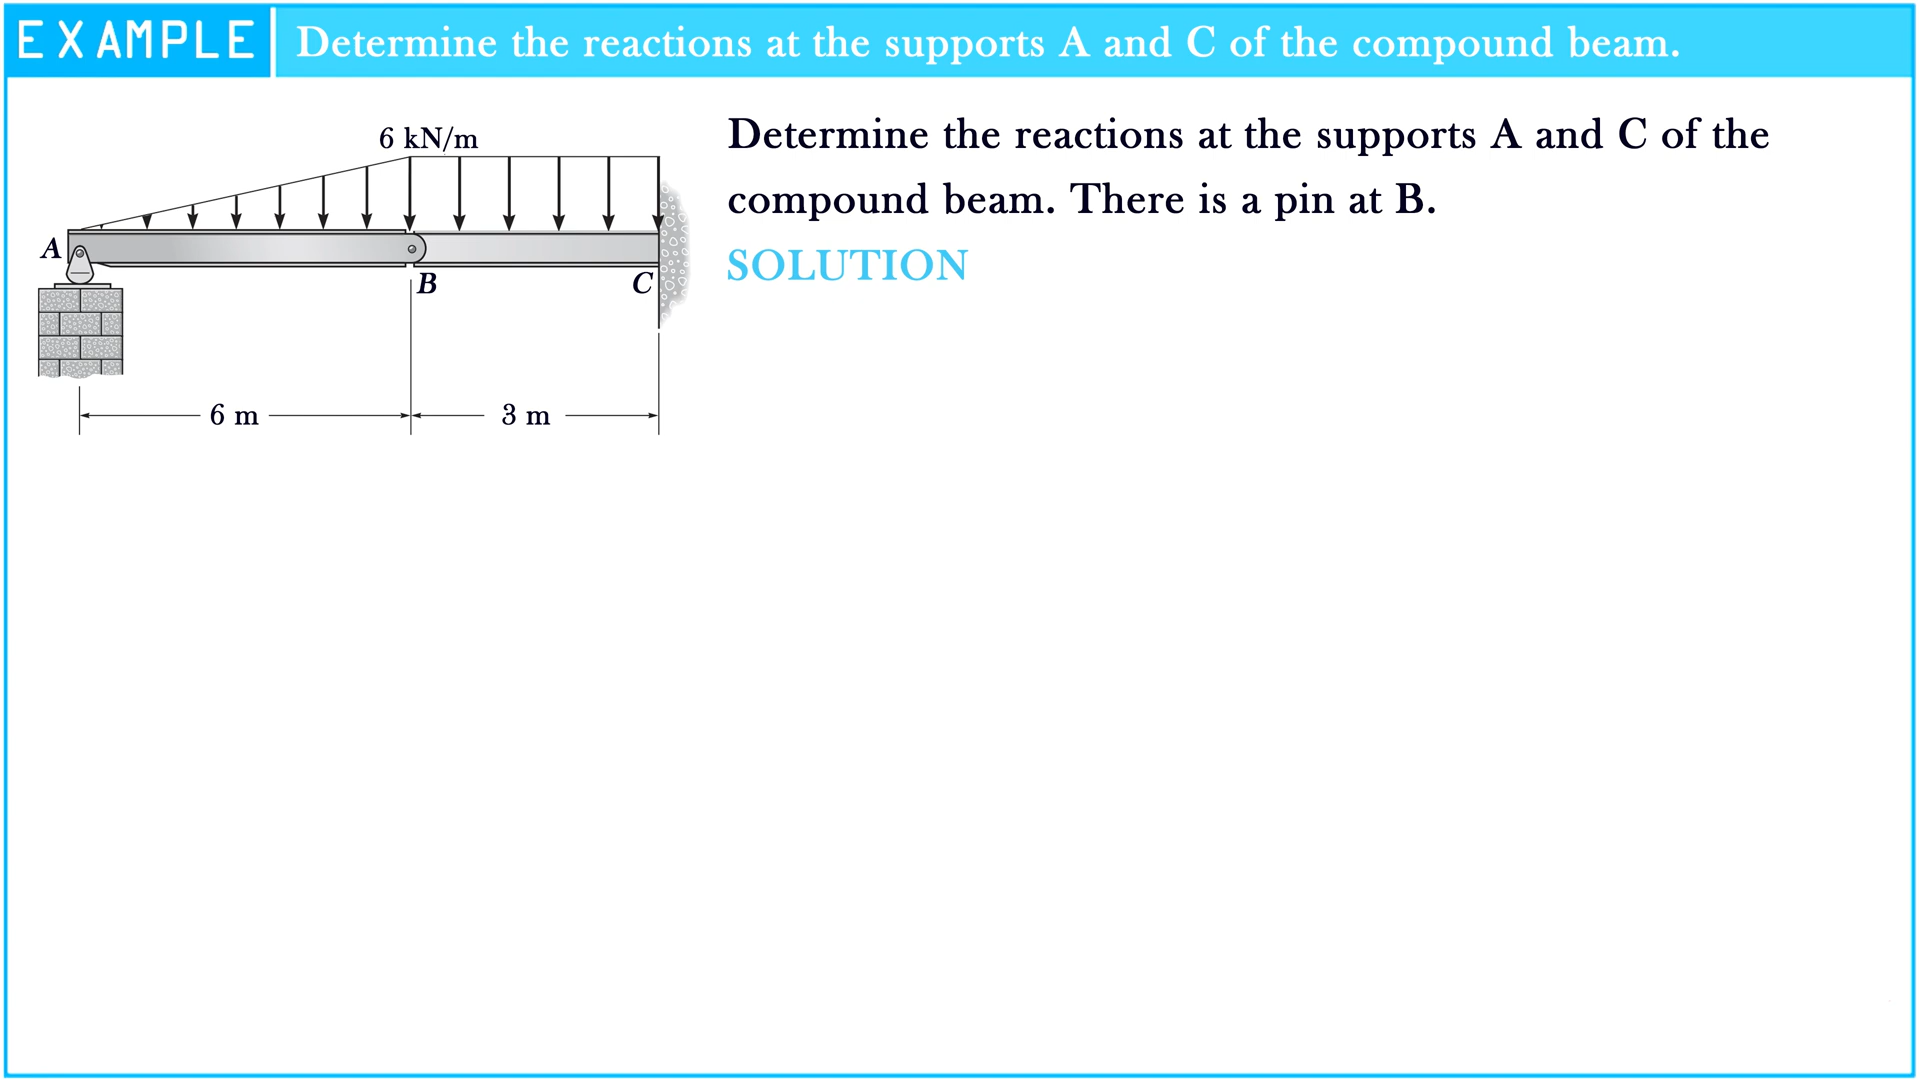 EXAMPLE
Determine the reactions at the supports A and C of the compound beam.
6 kN/m
A
B
C
6 m
3 m
Determine the reactions at the supports A and C of the
compound beam. There is a pin at B.
SOLUTION